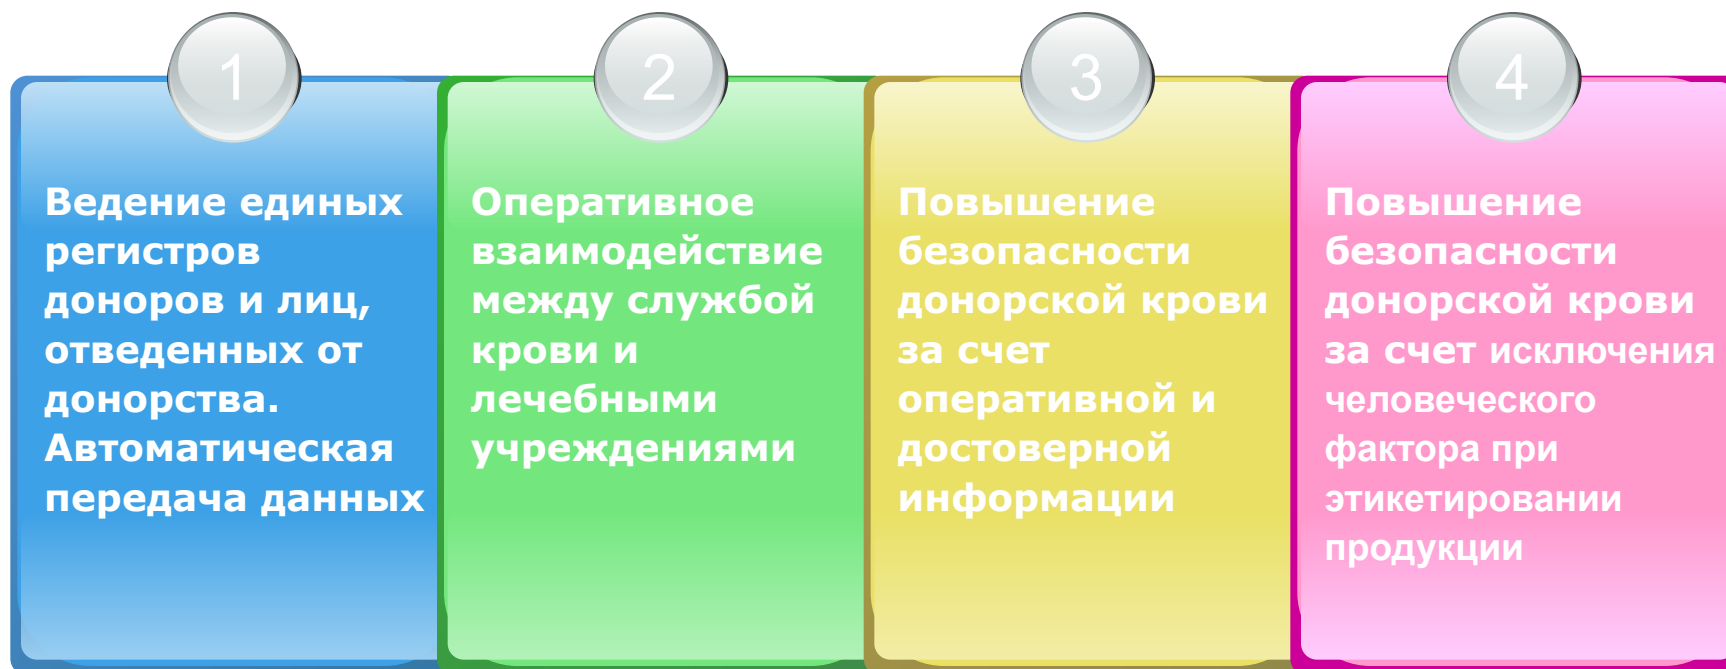 1
Ведение единых
регистров
доноров и лиц,
отведенных от
донорства.
Автоматическая
передача данных
2
Оперативное
взаимодействие
между службой
крови и
лечебными
учреждениями
3
Повышение
безопасности
донорской крови
за счет
оперативной и
достоверной
информации
4
Повышение
безопасности
донорской крови
за счет исключения
человеческого
фактора при
этикетировании
продукции